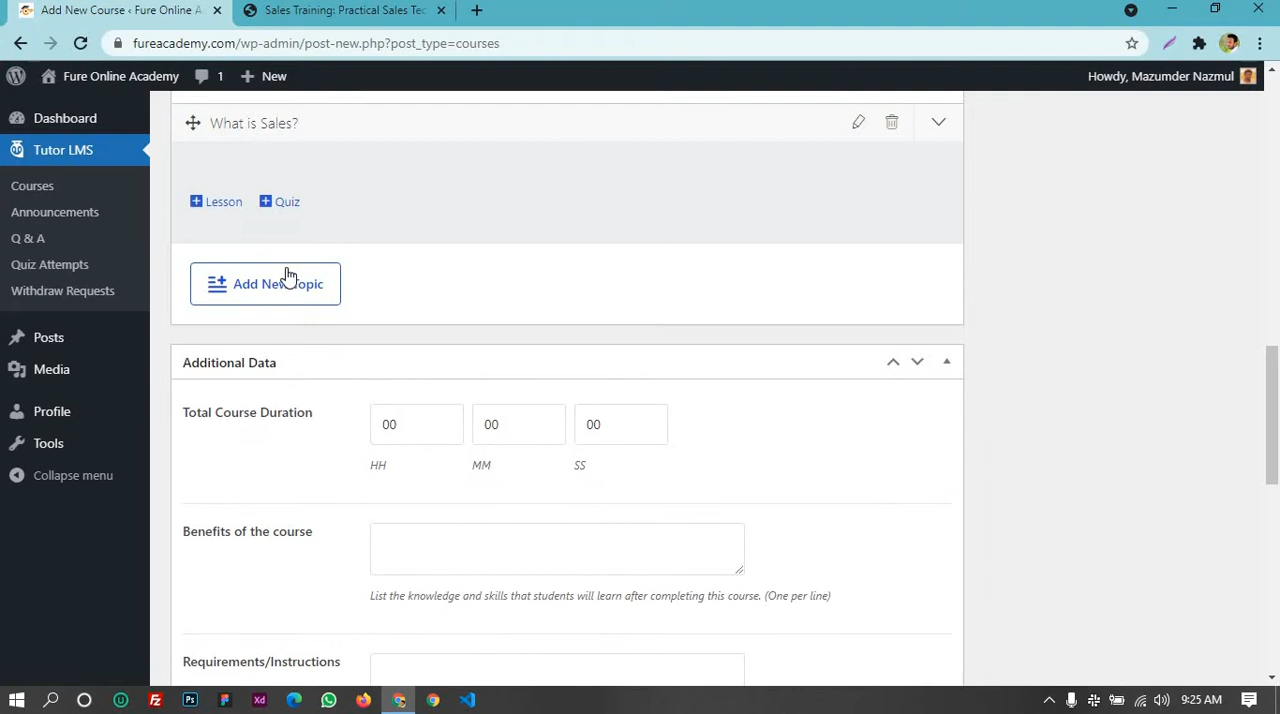 Add New Course ‹ Fure Online A
Sales Training: Practical Sales Tec
fureacademy.com/wp-admin/post-new.php?post_type=courses
Fure Online Academy
1
New
Howdy, Mazumder Nazmul
Dashboard
Tutor LMS
Courses
Announcements
Q & A
Quiz Attempts
Withdraw Requests
Posts
Media
Profile
Tools
Collapse menu
What is Sales?
Lesson
Quiz
Add New Topic
Additional Data
Total Course Duration
00
00
00
HH
MM
SS
Benefits of the course
List the knowledge and skills that students will learn after completing this course. (One per line)
Requirements/Instructions
9:25 AM